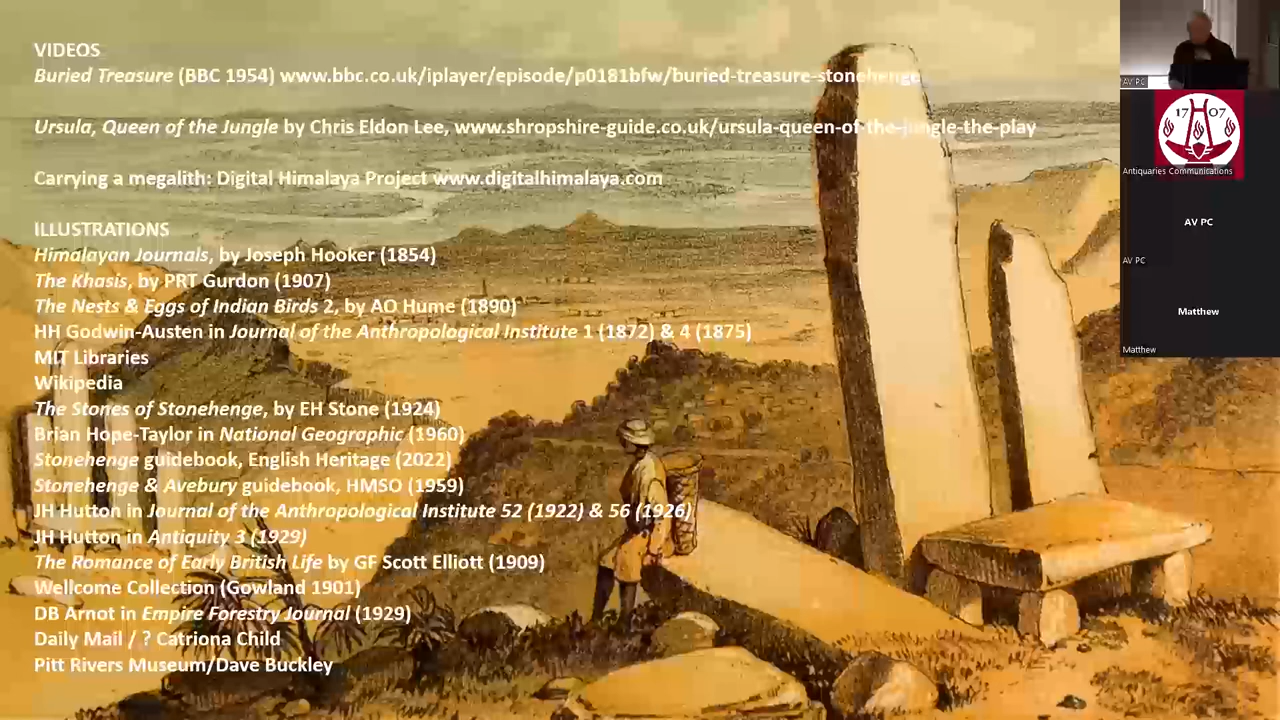 VIDEOS
Buried Treasure (BBC 1954) www.bbc.co.uk/iplayer/episode/p0181bfw/buried-treasure-stonehenge
Ursula, Queen of the Jungle by Chris Eldon Lee, www.shropshire-guide.co.uk/ursula-queen-of-the-jungle-the-play
Carrying a megalith: Digital Himalaya Project www.digitalhimalaya.com
ILLUSTRATIONS
Himalayan Journals, by Joseph Hooker (1854)
The Khasis, by PRT Gurdon (1907)
The Nests & Eggs of Indian Birds 2, by AO Hume (1890)
HH Godwin-Austen in Journal of the Anthropological Institute 1 (1872) & 4 (1875)
MIT Libraries
Wikipedia
The Stones of Stonehenge, by EH Stone (1924)
Brian Hope-Taylor in National Geographic (1960)
Stonehenge guidebook, English Heritage (2022)
Stonehenge & Avebury guidebook, HMSO (1959)
JH Hutton in Journal of the Anthropological Institute 52 (1922) & 56 (1926)
JH Hutton in Antiquity 3 (1929)
The Romance of Early British Life by GF Scott Elliott (1909)
Wellcome Collection (Gowland 1901)
DB Arnot in Empire Forestry Journal (1929)
Daily Mail / ? Catriona Child
Pitt Rivers Museum/Dave Buckley
AV PC
17 07
Antiquaries Communications
AV PC
AV PC
Matthew
Matthew